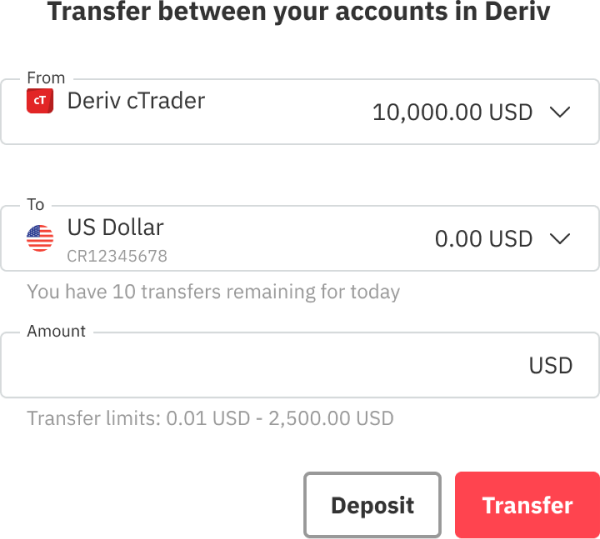 Transfer between your accounts in Deriv
From
cT Deriv cTrader 10,000.00 USD
To
US Dollar 0.00 USD
CR12345678
You have 10 transfers remaining for today
Amount
USD
Transfer limits: 0.01 USD - 2,500.00 USD
Deposit Transfer